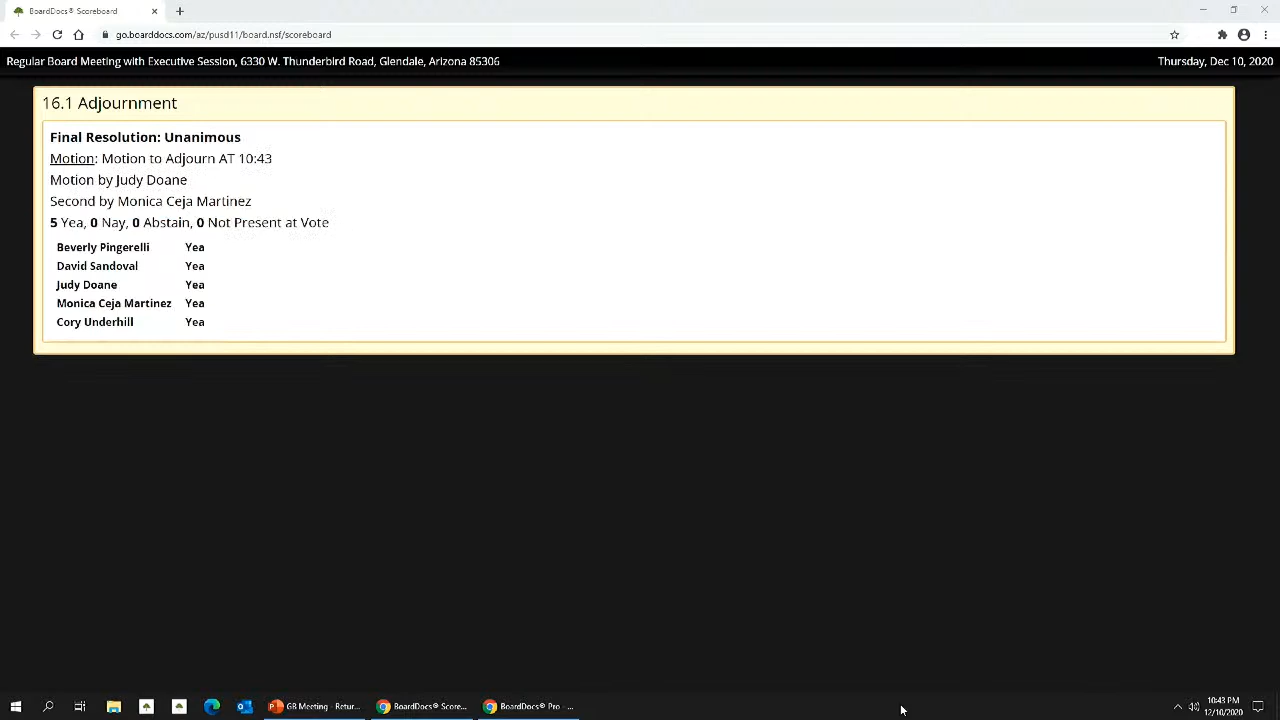 BoardDocs® Scoreboard
go.boarddocs.com/az/pusd11/board.nsf/scoreboard
Regular Board Meeting with Executive Session, 6330 W. Thunderbird Road, Glendale, Arizona 85306 Thursday, Dec 10, 2020
16.1 Adjournment
Final Resolution: Unanimous
Motion: Motion to Adjourn AT 10:43
Motion by Judy Doane
Second by Monica Ceja Martinez
5 Yea, 0 Nay, 0 Abstain, 0 Not Present at Vote
Beverly Pingerelli Yea
David Sandoval Yea
Judy Doane Yea
Monica Ceja Martinez Yea
Cory Underhill Yea
GB Meeting - Retur... BoardDocs® Score... BoardDocs® Pro - ... 10:43 PM
12/10/2020